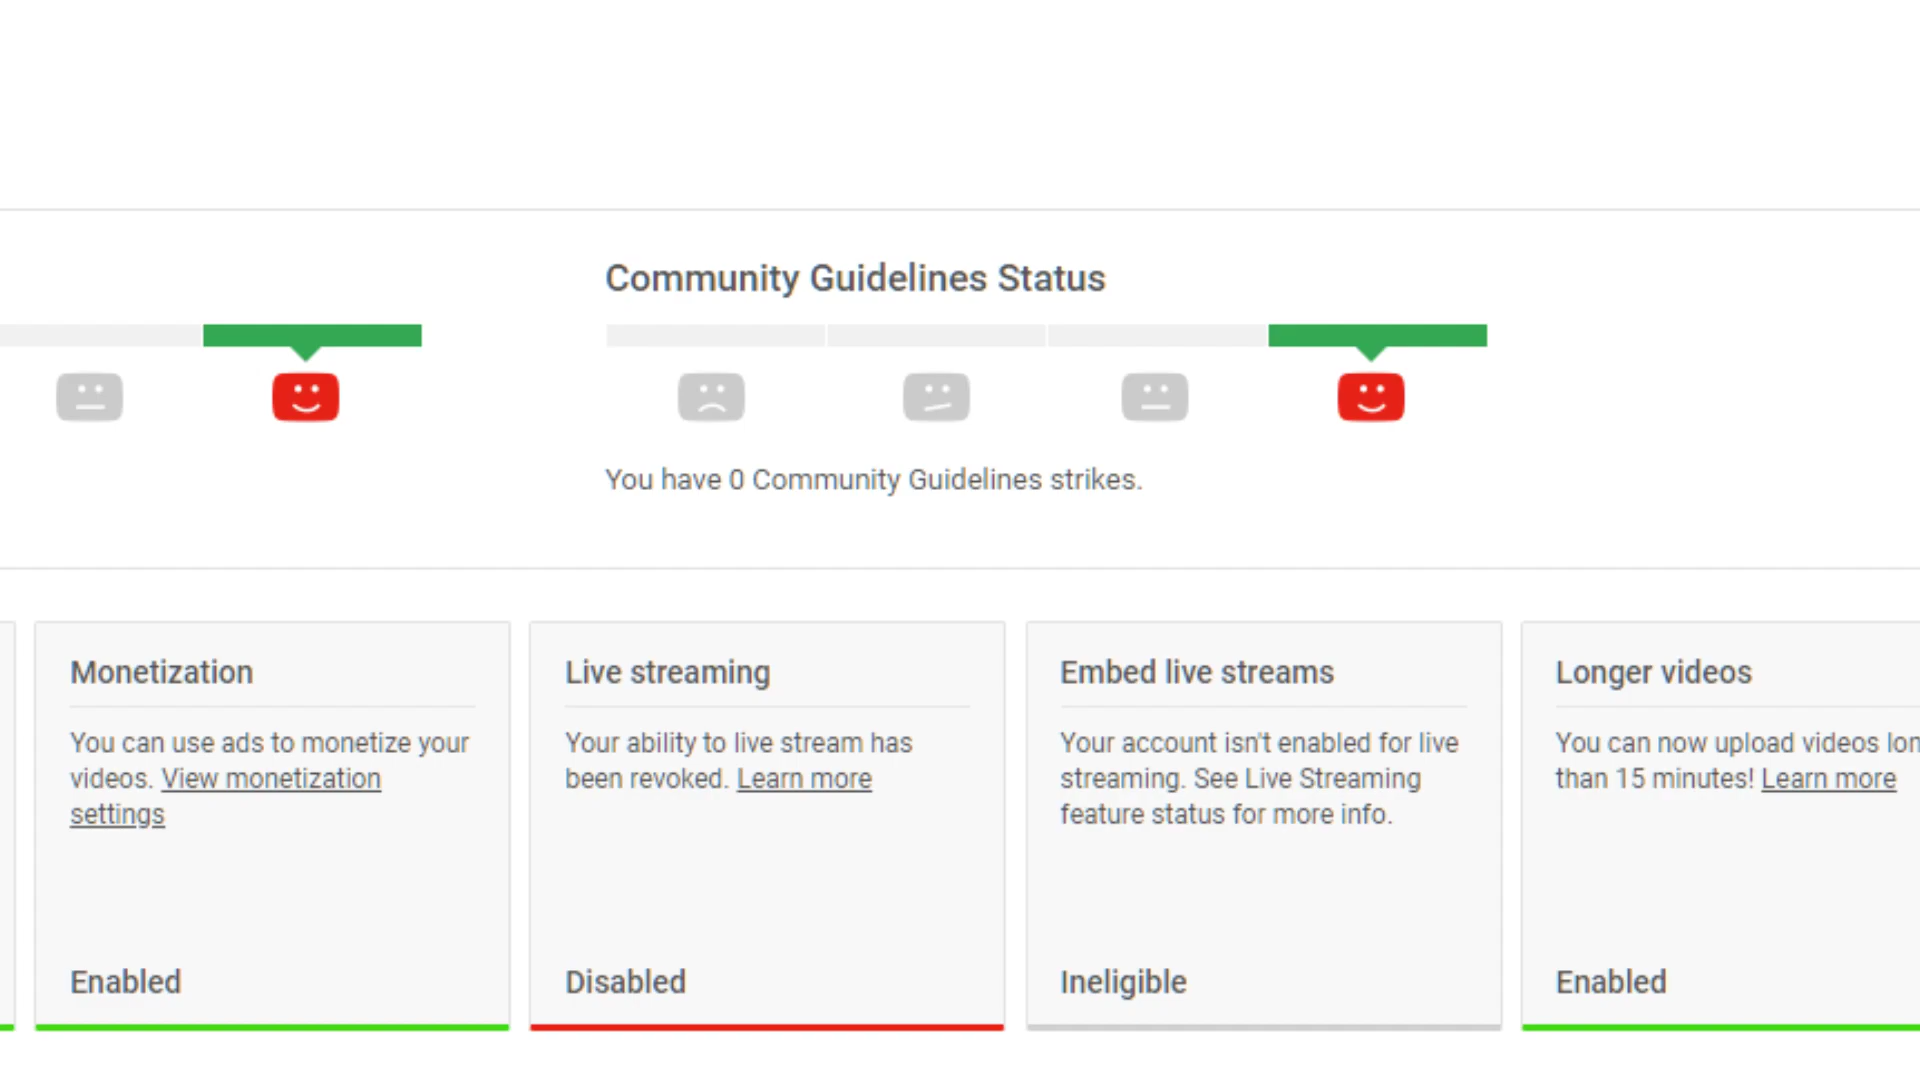 Community Guidelines Status
You have 0 Community Guidelines strikes.
Monetization
You can use ads to monetize your
videos. View monetization
settings
Enabled
Live streaming
Your ability to live stream has
been revoked. Learn more
Disabled
Embed live streams
Your account isn't enabled for live
streaming. See Live Streaming
feature status for more info.
Ineligible
Longer videos
You can now upload videos lon
than 15 minutes! Learn more
Enabled